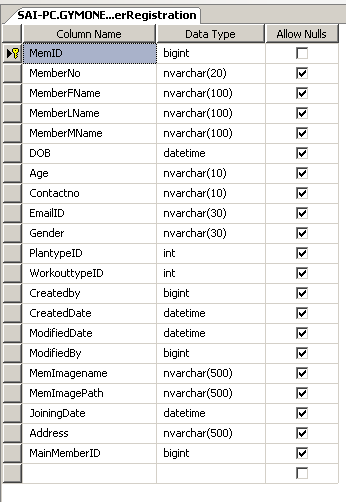 SAI-PC.GYMONE...erRegistration
Column Name Data Type Allow Nulls
MemID bigint
MemberNo nvarchar(20)
MemberFName nvarchar(100)
MemberLName nvarchar(100)
MemberMName nvarchar(100)
DOB datetime
Age nvarchar(10)
Contactno nvarchar(10)
EmailID nvarchar(30)
Gender nvarchar(30)
PlantypeID int
WorkouttypeID int
Createdby bigint
CreatedDate datetime
ModifiedDate datetime
ModifiedBy bigint
MemImagename nvarchar(500)
MemImagePath nvarchar(500)
JoiningDate datetime
Address nvarchar(500)
MainMemberID bigint